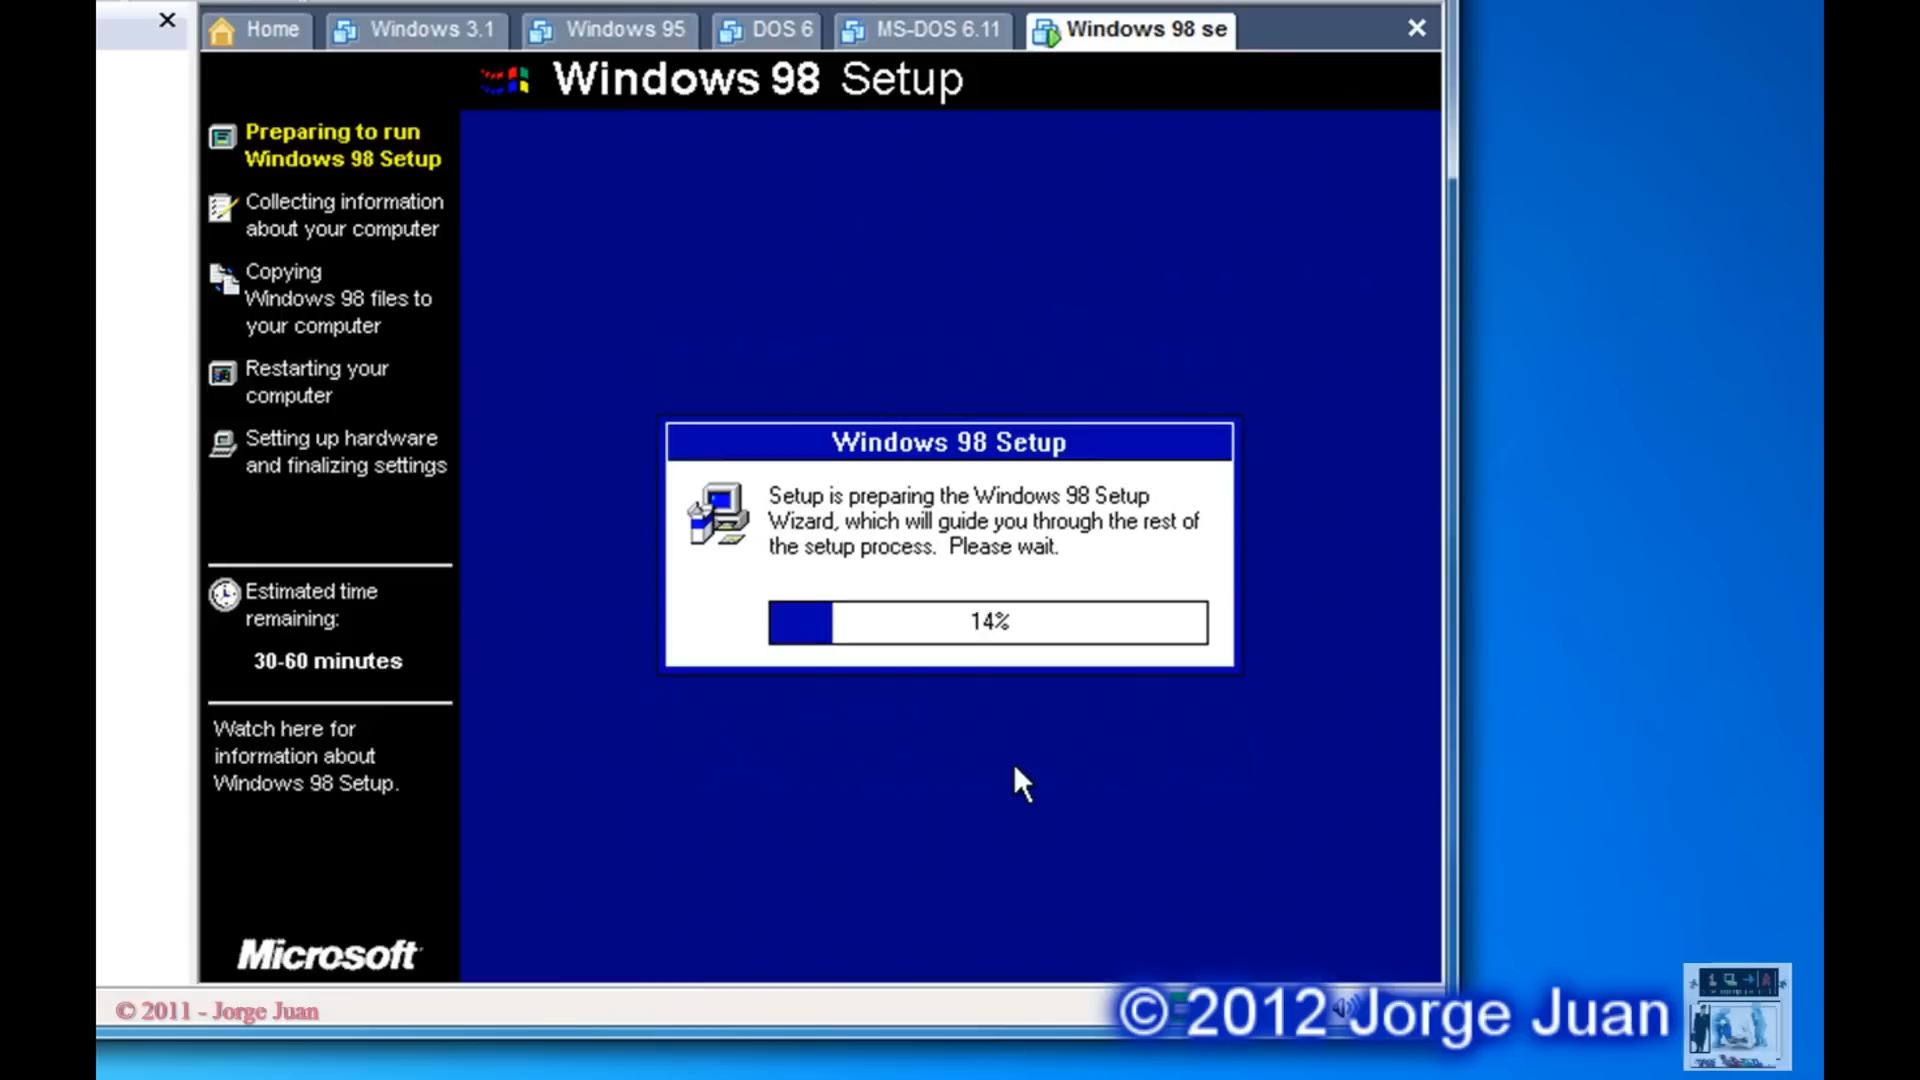 Home
Windows 3.1
Windows 95
DOS 6
MS-DOS 6.11
Windows 98 se
Windows 98 Setup
Preparing to run
Windows 98 Setup
Collecting information
about your computer
Copying
Windows 98 files to
your computer
Restarting your
computer
Setting up hardware
and finalizing settings
Estimated time
remaining:
30-60 minutes
Watch here for
information about
Windows 98 Setup.
Microsoft
Windows 98 Setup
Setup is preparing the Windows 98 Setup
Wizard, which will guide you through the rest of
the setup process. Please wait.
14%
© 2011 - Jorge Juan
© 2012 Jorge Juan